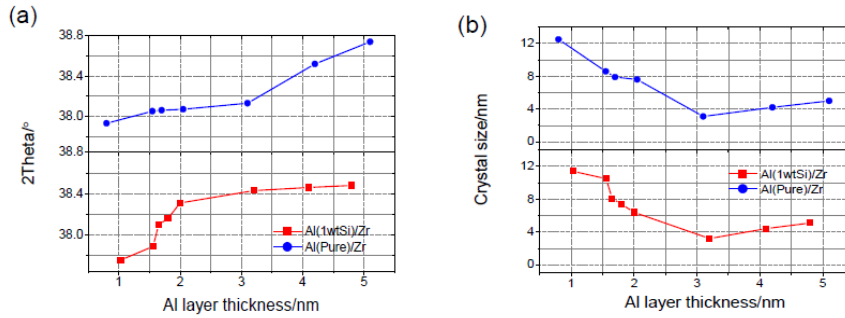 (a)
38.8
38.4
38.0
38.8
38.4
38.0
2Theta/°
Al(1wtSi)/Zr
Al(Pure)/Zr
1 2 3 4 5
Al layer thickness/nm
(b)
12
8
4
0
12
8
4
0
Crystal size/nm
Al(1wtSi)/Zr
Al(Pure)/Zr
1 2 3 4 5
Al layer thickness/nm